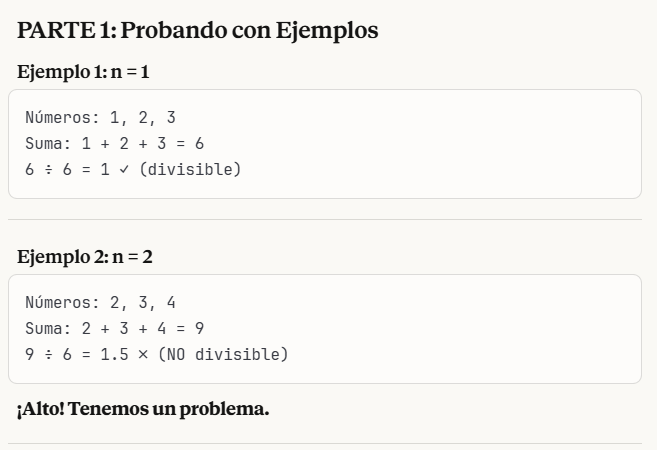 PARTE 1: Probando con Ejemplos
Ejemplo 1: n = 1
Números: 1, 2, 3
Suma: 1 + 2 + 3 = 6
6 ÷ 6 = 1 ✓ (divisible)
Ejemplo 2: n = 2
Números: 2, 3, 4
Suma: 2 + 3 + 4 = 9
9 ÷ 6 = 1.5 ✗ (NO divisible)
¡Alto! Tenemos un problema.